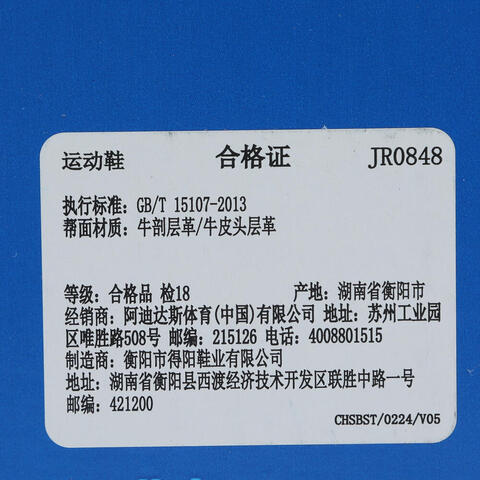 运动鞋 合格证 JR0848
执行标准: GB/T 15107-2013
帮面材质: 牛剖层革/牛皮头层革
等级: 合格品 检18 产地: 湖南省衡阳市
经销商: 阿迪达斯体育(中国)有限公司 地址: 苏州工业园
区唯胜路508号 邮编: 215126 电话: 4008801515
制造商: 衡阳市得阳鞋业有限公司
地址: 湖南省衡阳县西渡经济技术开发区联胜中路一号
邮编: 421200
CHSBST/0224/V05